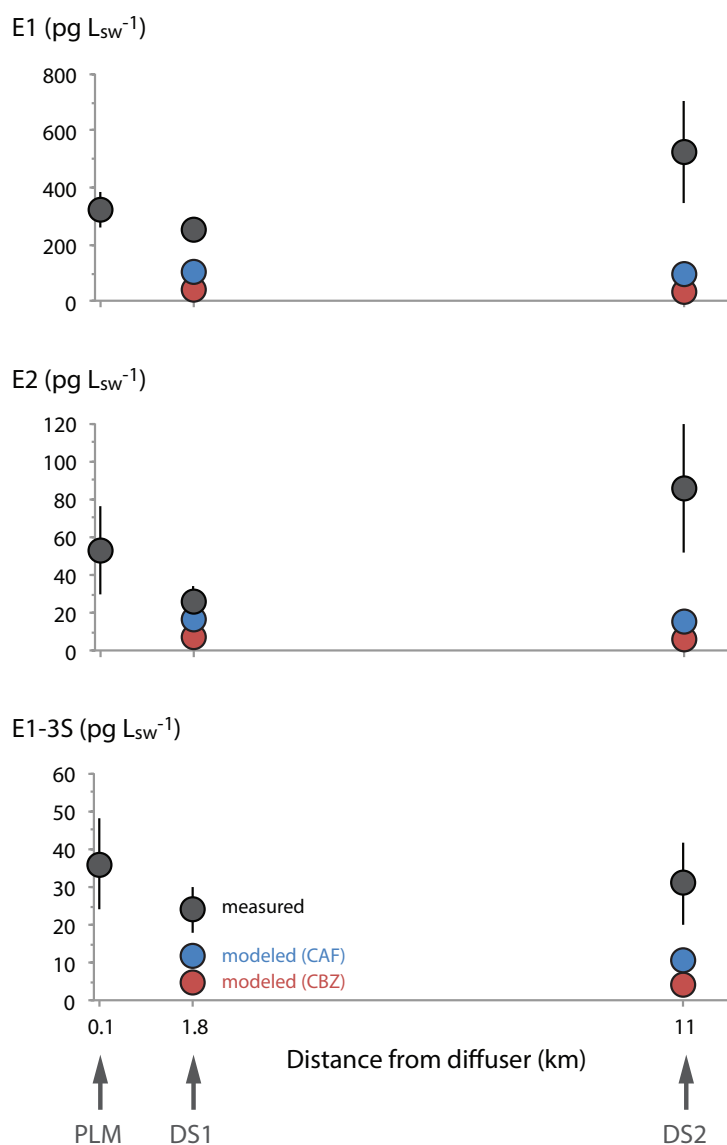 E1 (pg Lsw-1)
800
600
400
200
0
E2 (pg Lsw-1)
120
100
80
60
40
20
0
E1-3S (pg Lsw-1)
60
50
40
30
20
10
0
measured
modeled (CAF)
modeled (CBZ)
0.1 1.8 11
Distance from diffuser (km)
PLM DS1 DS2